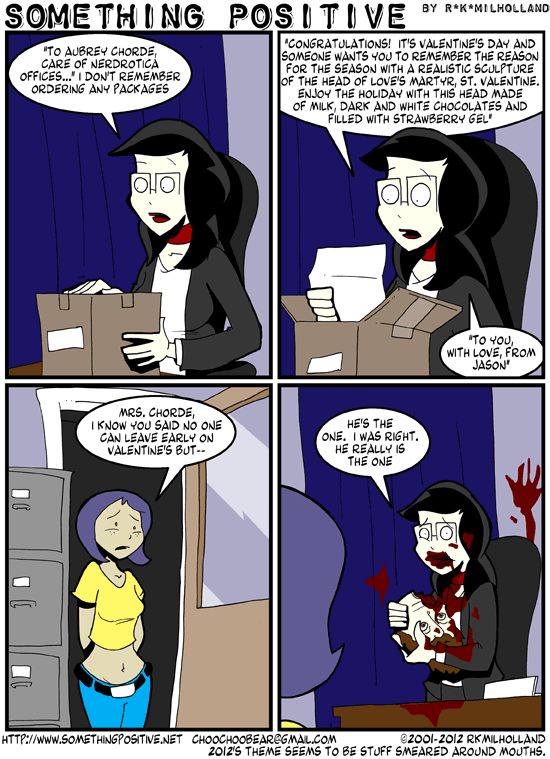 SOMETHING POSITIVE BY R*K*MILHOLLAND
"TO AUBREY CHORDE,
CARE OF NERDROTICA
OFFICES..." I DON'T REMEMBER
ORDERING ANY PACKAGES
"CONGRATULATIONS! IT'S VALENTINE'S DAY AND
SOMEONE WANTS YOU TO REMEMBER THE REASON
FOR THE SEASON WITH A REALISTIC SCULPTURE
OF THE HEAD OF LOVE'S MARTYR, ST. VALENTINE.
ENJOY THE HOLIDAY WITH THIS HEAD MADE
OF MILK, DARK AND WHITE CHOCOLATES AND
FILLED WITH STRAWBERRY GEL"
"TO YOU,
WITH LOVE, FROM
JASON"
MRS. CHORDE,
I KNOW YOU SAID NO ONE
CAN LEAVE EARLY ON
VALENTINE'S BUT--
HE'S THE
ONE. I WAS RIGHT.
HE REALLY IS
THE ONE
HTTP://WWW.SOMETHINGPOSITIVE.NET CHOOCHOOBEAR@GMAIL.COM ©2001-2012 RKMILHOLLAND
2012'S THEME SEEMS TO BE STUFF SMEARED AROUND MOUTHS.